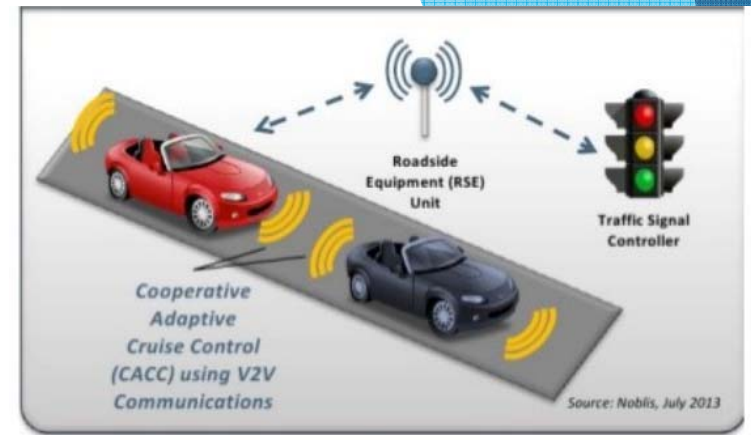 Roadside
Equipment (RSE)
Unit
Traffic Signal
Controller
Cooperative
Adaptive
Cruise Control
(CACC) using V2V
Communications
Source: Noblis, July 2013